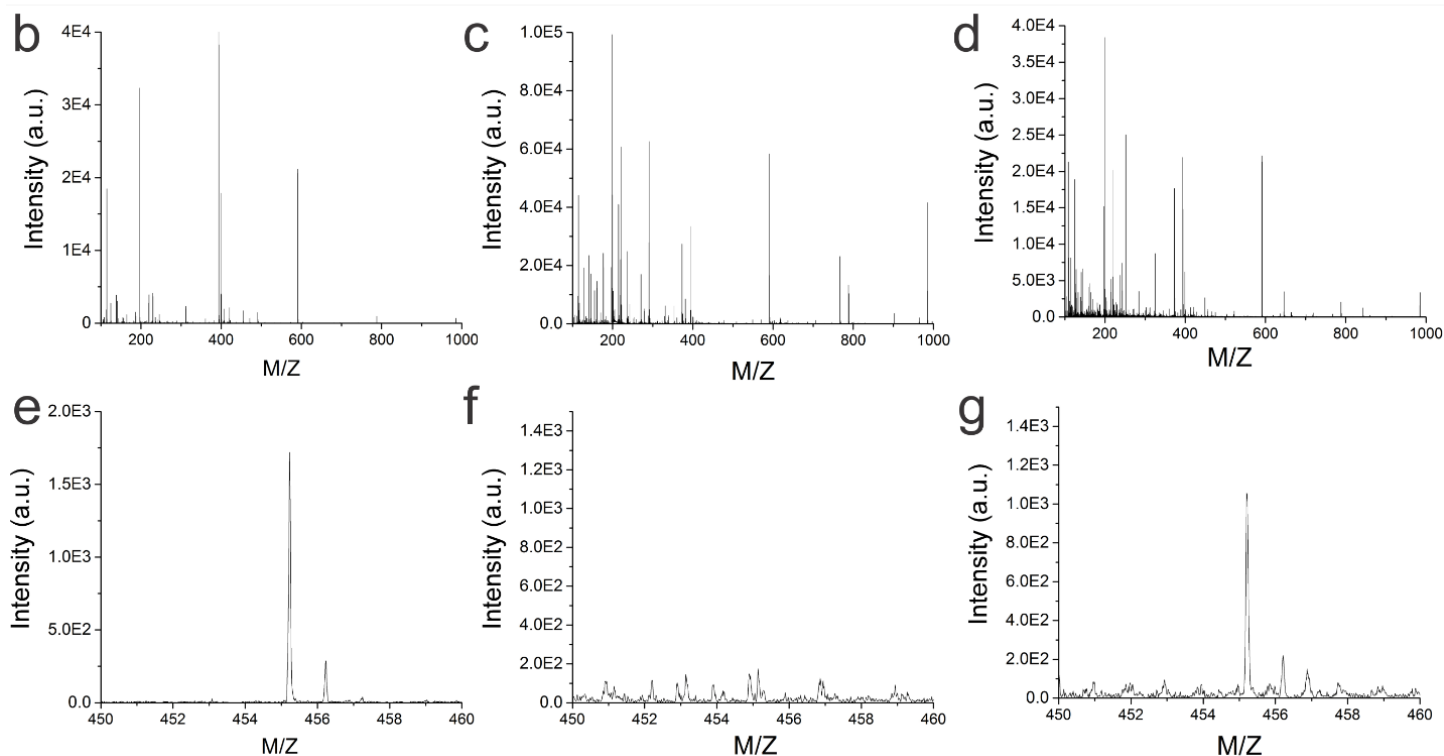 b
4E4
3E4
2E4
1E4
0
200
400
600
800
1000
Intensity (a.u.)
M/Z
c
1.0E5
8.0E4
6.0E4
4.0E4
2.0E4
0.0
200
400
600
800
1000
Intensity (a.u.)
M/Z
d
4.0E4
3.5E4
3.0E4
2.5E4
2.0E4
1.5E4
1.0E4
5.0E3
0.0
200
400
600
800
1000
Intensity (a.u.)
M/Z
e
2.0E3
1.5E3
1.0E3
5.0E2
0.0
450
452
454
456
458
460
Intensity (a.u.)
M/Z
f
1.4E3
1.2E3
1.0E3
8.0E2
6.0E2
4.0E2
2.0E2
0.0
450
452
454
456
458
460
Intensity (a.u.)
M/Z
g
1.4E3
1.2E3
1.0E3
8.0E2
6.0E2
4.0E2
2.0E2
0.0
450
452
454
456
458
460
Intensity (a.u.)
M/Z